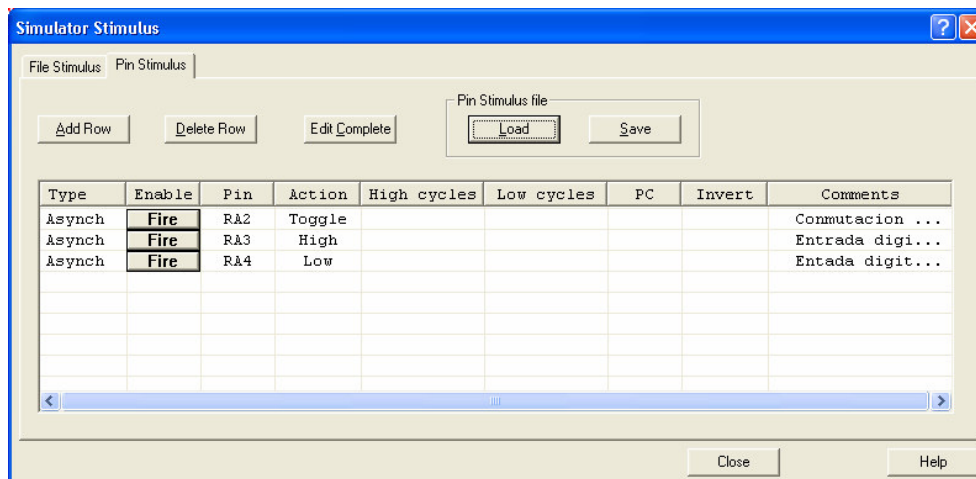 Simulator Stimulus
File Stimulus Pin Stimulus
Pin Stimulus file
Add Row Delete Row Edit Complete Load Save
Type Enable Pin Action High cycles Low cycles PC Invert Comments
Asynch Fire RA2 Toggle Conmutacion ...
Asynch Fire RA3 High Entrada digi...
Asynch Fire RA4 Low Entada digit...
Close Help